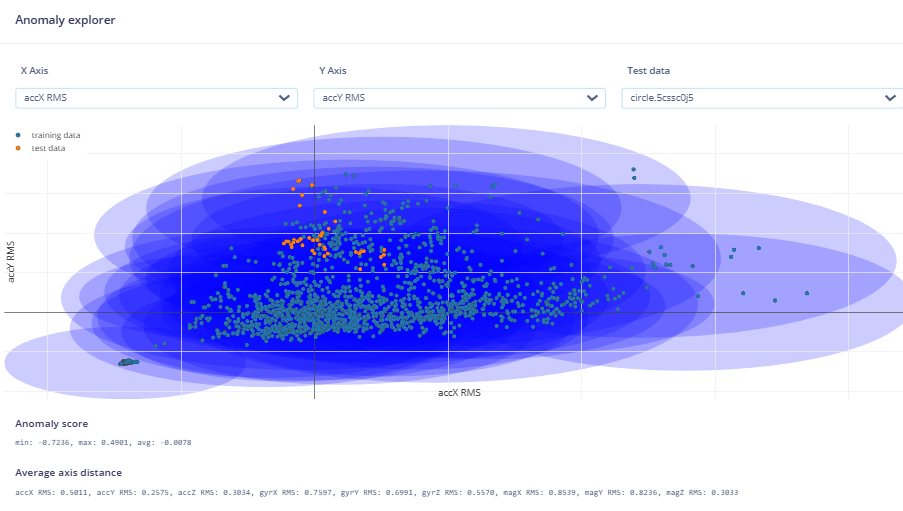 Anomaly explorer
X Axis
Y Axis
Test data
accX RMS
accY RMS
circle.5cssc0j5
training data
test data
accY RMS
accX RMS
Anomaly score
min: -0.7236, max: 0.4901, avg: -0.0078
Average axis distance
accX RMS: 0.5011, accY RMS: 0.2575, accZ RMS: 0.3034, gyrX RMS: 0.7597, gyrY RMS: 0.6991, gyrZ RMS: 0.5570, magX RMS: 0.8539, magY RMS: 0.8236, magZ RMS: 0.3033